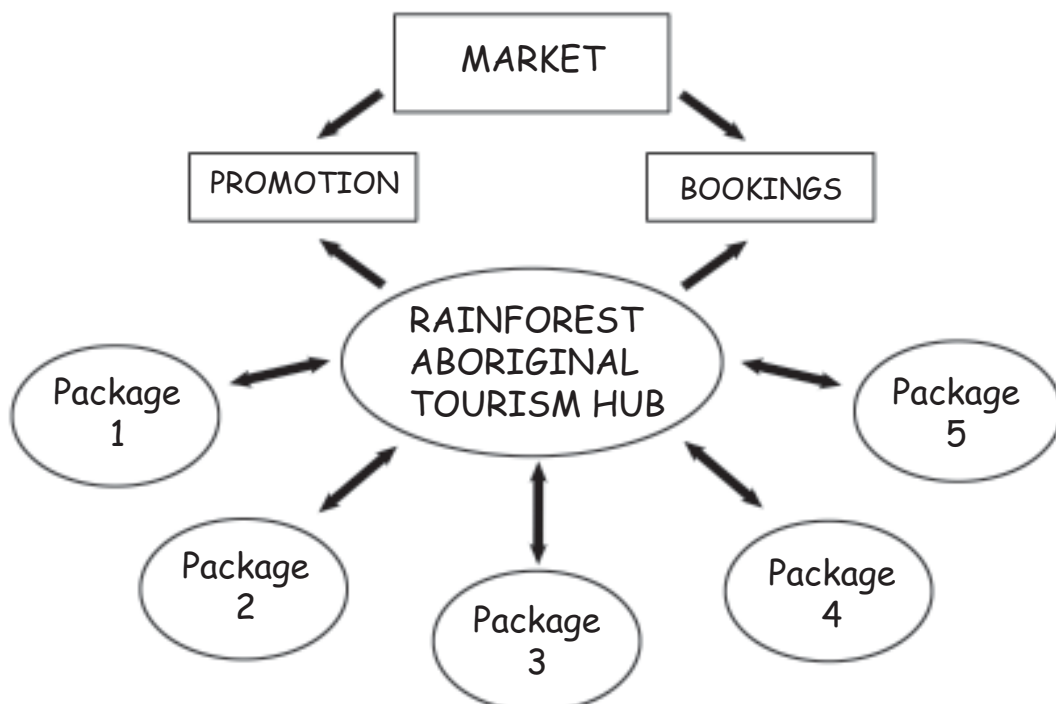 MARKET
PROMOTION
BOOKINGS
RAINFOREST
ABORIGINAL
TOURISM HUB
Package
1
Package
2
Package
3
Package
4
Package
5